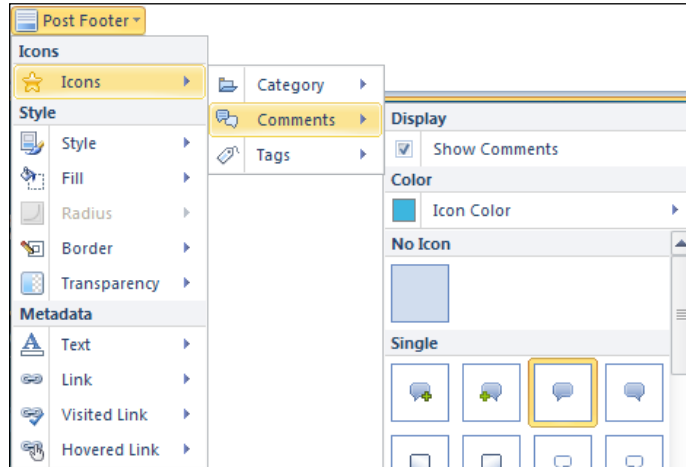 Post Footer
Icons
Icons
Style
Style
Fill
Radius
Border
Transparency
Metadata
Text
Link
Visited Link
Hovered Link
Category
Comments
Tags
Display
Show Comments
Color
Icon Color
No Icon
Single